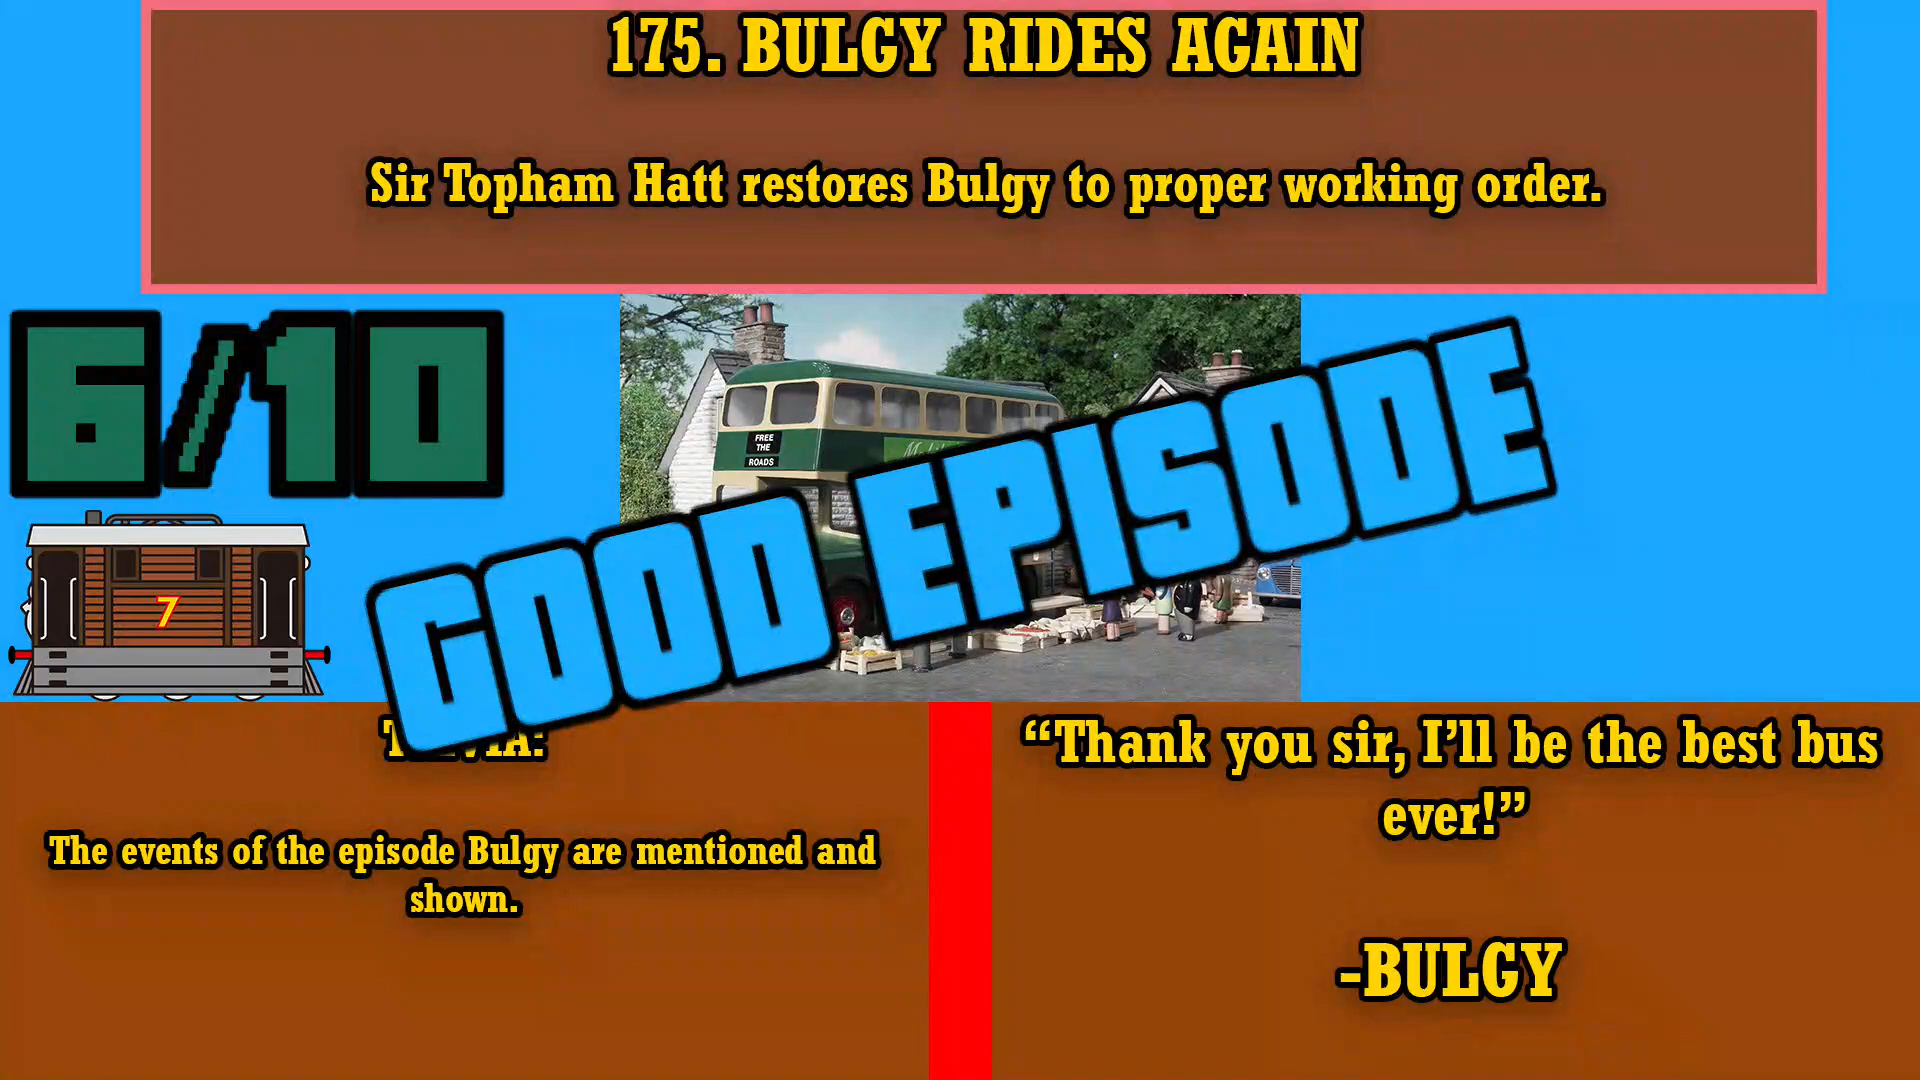 175. BULGY RIDES AGAIN
Sir Topham Hatt restores Bulgy to proper working order.
6/10
FREE
THE
ROADS
GOOD EPISODE
7
“Thank you sir, I’ll be the best bus
ever!”
-BULGY
The events of the episode Bulgy are mentioned and
shown.